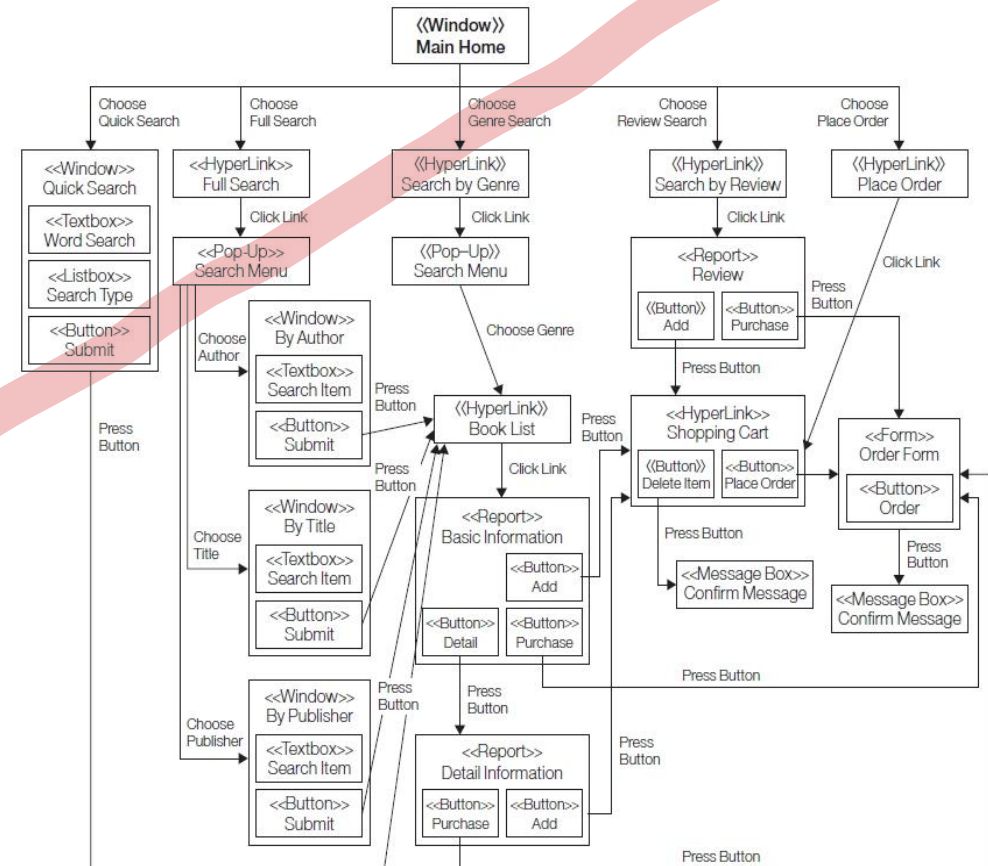 ⟪Window⟫
Main Home
Choose
Quick Search
Choose
Full Search
Choose
Genre Search
Choose
Review Search
Choose
Place Order
<<Window>>
Quick Search
<<Textbox>>
Word Search
<<Listbox>>
Search Type
<<Button>>
Submit
<<HyperLink>>
Full Search
⟪HyperLink⟫
Search by Genre
⟪HyperLink⟫
Search by Review
⟪HyperLink⟫
Place Order
Click Link
Click Link
Click Link
Click Link
<<Pop-Up>>
Search Menu
⟪Pop-Up⟫
Search Menu
<<Report>>
Review
⟪Button⟫
Add
<<Button>>
Purchase
Press
Button
Choose
Author
<<Window>>
By Author
<<Textbox>>
Search Item
<<Button>>
Submit
Choose Genre
Press Button
Press
Button
Press
Button
⟪HyperLink⟫
Book List
Press
Button
<<HyperLink>>
Shopping Cart
⟪Button⟫
Delete Item
<<Button>>
Place Order
<<Form>>
Order Form
<<Button>>
Order
Press
Button
Click Link
Choose
Title
<<Window>>
By Title
<<Textbox>>
Search Item
<<Button>>
Submit
<<Report>>
Basic Information
<<Button>>
Add
<<Button>>
Detail
<<Button>>
Purchase
Press Button
<<Message Box>>
Confirm Message
Press
Button
<<Message Box>>
Confirm Message
Press Button
Choose
Publisher
<<Window>>
By Publisher
<<Textbox>>
Search Item
<<Button>>
Submit
Press
Button
Press
Button
<<Report>>
Detail Information
<<Button>>
Purchase
<<Button>>
Add
Press
Button
Press Button